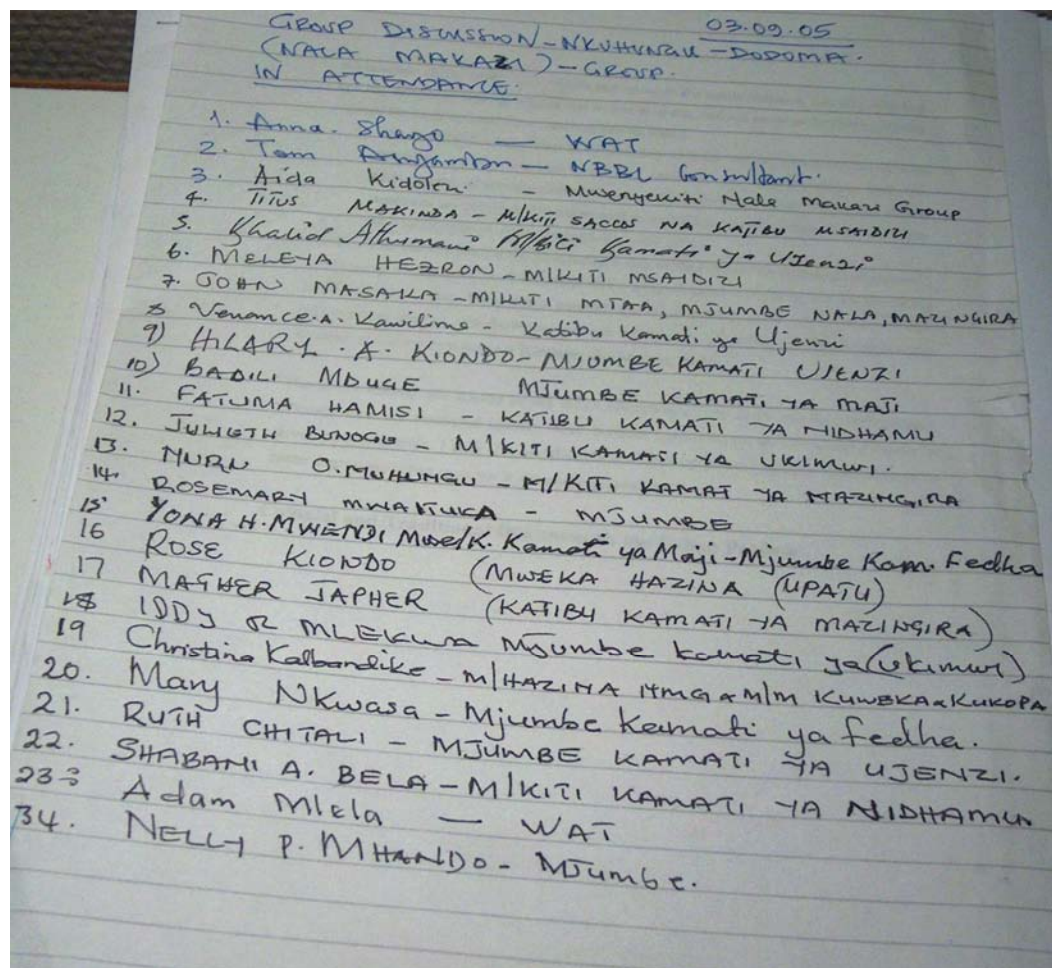 03.09.05
GROUP DISCUSSION - NKUHUNGU - DODOMA.
(NALA MAKAZI) - GROUP.
IN ATTENDANCE:
1. Anna. Shayo — WAT
2. Tom — NBBL Consultant.
3. Aida Kidolezi - Mwenyekiti Nala Makazi Group
4. TITUS MAKINDA - M/KITI SACCOS NA KATIBU MSAIDIZI
5. Khalid Athumani M/kiti Kamati ya Ujenzi
6. MELEYA HEZRON - M/KITI MSAIDIZI
7. JOHN MASAKA - M/KITI MTAA, MJUMBE NALA, MAZINGIRA
8 Venance. A. Kawilime - Katibu Kamati ya Ujenzi
9) HILARY. A. KIONDO - MJUMBE KAMATI UJENZI
10) BADILI MDUGE MJUMBE KAMATI YA MAJI
11. FATUMA HAMISI - KATIBU KAMATI YA NIDHAMU
12. - M/KITI KAMATI YA UKIMWI.
13. NURU O. MUHUNGU - M/KITI KAMAT YA MAZINGIRA
14. ROSEMARY MWAKTUKA - MJUMBE
15. YONA H. MWENDI Mwe/K. Kamati ya Maji - Mjumbe Kam. Fedha
16 ROSE KIONDO (MWEKA HAZINA (UPATU)
17 MAGHER JAPHER (KATIBU KAMATI YA MAZINGIRA)
18 IDDY R MLEKWA Mjumbe kamati ya (Ukimwi)
19 Christina Kalbandike - M/HAZINA M/M KUWEKA & KUKOPA
20. Mary NKwasa - Mjumbe Kamati ya fedha.
21. RUTH CHITALI - MJUMBE KAMATI YA UJENZI.
22. SHABANI A. BELA - M/KITI KAMATI YA NIDHAMU.
23 Adam Mlela — WAT
34. NELLY P. MHANDO - Mjumbe.